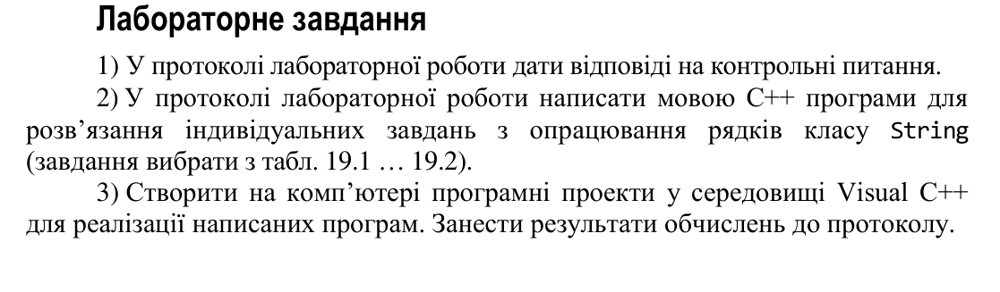 Лабораторне завдання
1) У протоколі лабораторної роботи дати відповіді на контрольні питання.
2) У протоколі лабораторної роботи написати мовою С++ програми для
розв’язання індивідуальних завдань з опрацювання рядків класу String
(завдання вибрати з табл. 19.1 … 19.2).
3) Створити на комп’ютері програмні проекти у середовищі Visual C++
для реалізації написаних програм. Занести результати обчислень до протоколу.